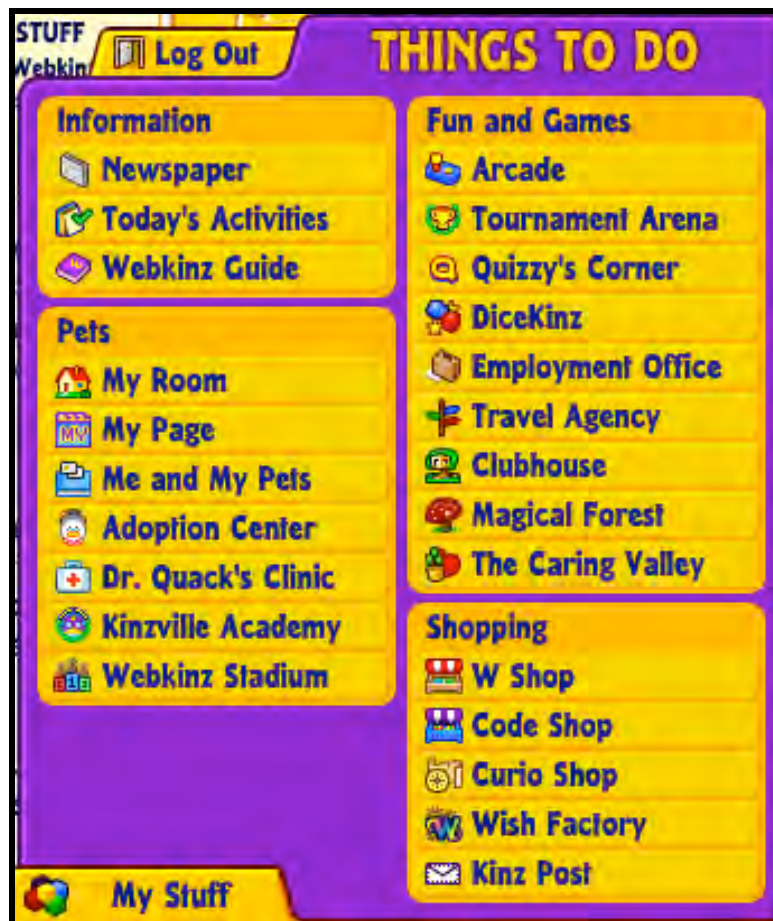 STUFF
Webkin
Log Out
THINGS TO DO
Information
Newspaper
Today's Activities
Webkinz Guide
Pets
My Room
My Page
Me and My Pets
Adoption Center
Dr. Quack's Clinic
Kinzville Academy
Webkinz Stadium
Fun and Games
Arcade
Tournament Arena
Quizzy's Corner
DiceKinz
Employment Office
Travel Agency
Clubhouse
Magical Forest
The Caring Valley
Shopping
W Shop
Code Shop
Curio Shop
Wish Factory
Kinz Post
My Stuff